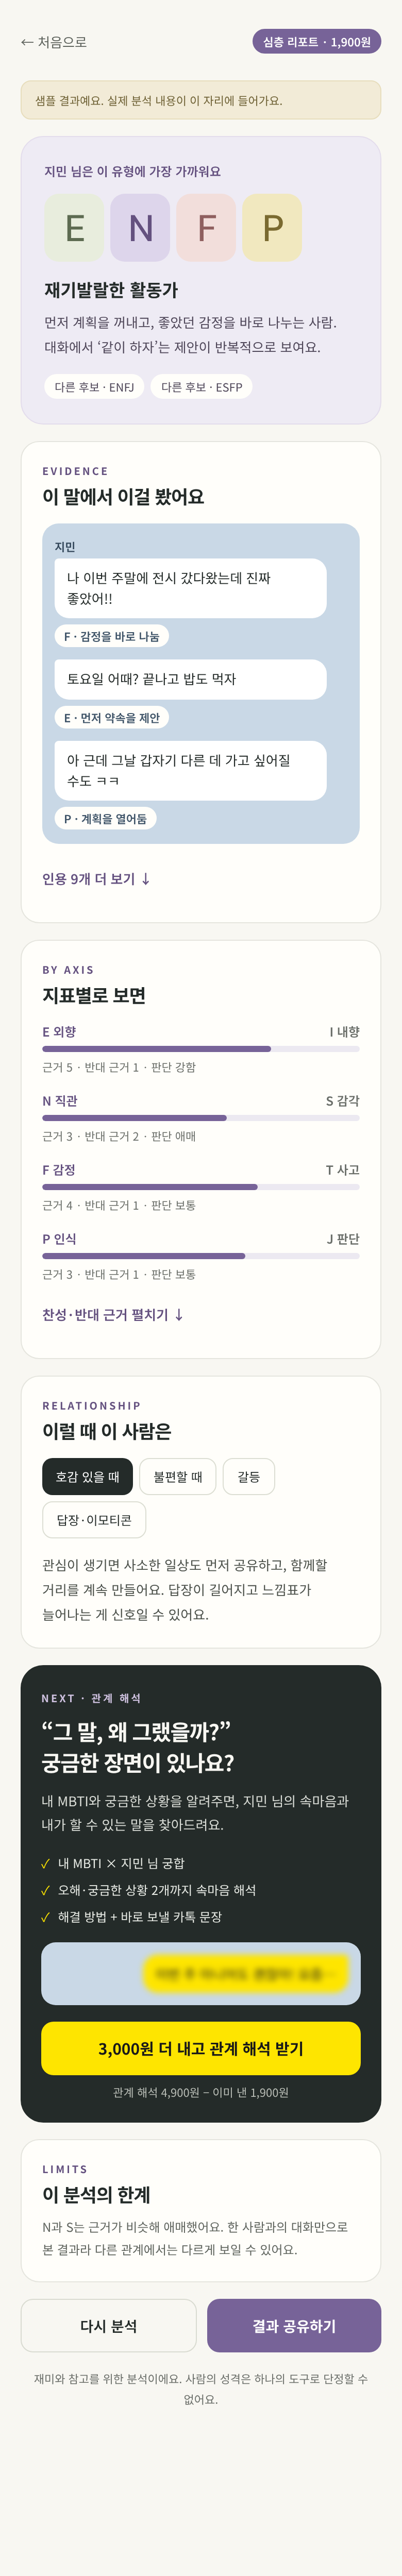 ← 처음으로
심층 리포트 · 1,900원
샘플 결과예요. 실제 분석 내용이 이 자리에 들어가요.
지민 님은 이 유형에 가장 가까워요
E N F P
재기발랄한 활동가
먼저 계획을 꺼내고, 좋았던 감정을 바로 나누는 사람.
대화에서 ‘같이 하자’는 제안이 반복적으로 보여요.
다른 후보 · ENFJ 다른 후보 · ESFP
EVIDENCE
이 말에서 이걸 봤어요
지민
나 이번 주말에 전시 갔다왔는데 진짜
좋았어!!
F · 감정을 바로 나눔
토요일 어때? 끝나고 밥도 먹자
E · 먼저 약속을 제안
아 근데 그날 갑자기 다른 데 가고 싶어질
수도 ㅋㅋ
P · 계획을 열어둠
인용 9개 더 보기 ↓
BY AXIS
지표별로 보면
E 외향 I 내향
근거 5 · 반대 근거 1 · 판단 강함
N 직관 S 감각
근거 3 · 반대 근거 2 · 판단 애매
F 감정 T 사고
근거 4 · 반대 근거 1 · 판단 보통
P 인식 J 판단
근거 3 · 반대 근거 1 · 판단 보통
찬성·반대 근거 펼치기 ↓
RELATIONSHIP
이럴 때 이 사람은
호감 있을 때 불편할 때 갈등
답장·이모티콘
관심이 생기면 사소한 일상도 먼저 공유하고, 함께할
거리를 계속 만들어요. 답장이 길어지고 느낌표가
늘어나는 게 신호일 수 있어요.
NEXT · 관계 해석
“그 말, 왜 그랬을까?”
궁금한 장면이 있나요?
내 MBTI와 궁금한 상황을 알려주면, 지민 님의 속마음과
내가 할 수 있는 말을 찾아드려요.
✓ 내 MBTI × 지민 님 궁합
✓ 오해·궁금한 상황 2개까지 속마음 해석
✓ 해결 방법 + 바로 보낼 카톡 문장
3,000원 더 내고 관계 해석 받기
관계 해석 4,900원 − 이미 낸 1,900원
LIMITS
이 분석의 한계
N과 S는 근거가 비슷해 애매했어요. 한 사람과의 대화만으로
본 결과라 다른 관계에서는 다르게 보일 수 있어요.
다시 분석 결과 공유하기
재미와 참고를 위한 분석이에요. 사람의 성격은 하나의 도구로 단정할 수
없어요.